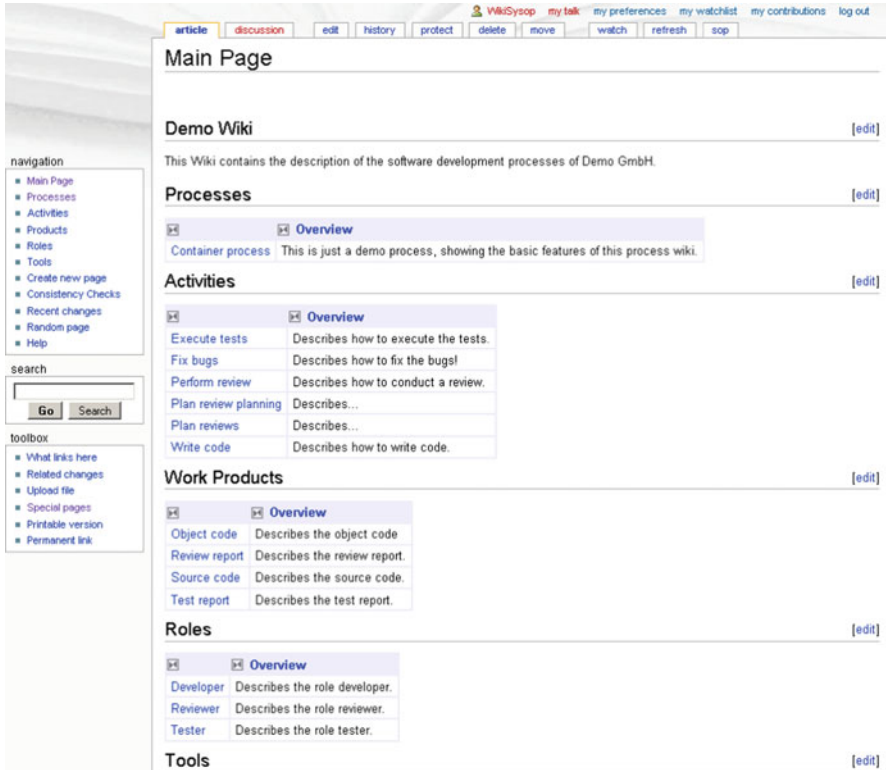 WikiSysop my talk my preferences my watchlist my contributions log out
article discussion edit history protect delete move watch refresh sop
Main Page
Demo Wiki [edit]
This Wiki contains the description of the software development processes of Demo GmbH.
Processes [edit]
Overview
Container process This is just a demo process, showing the basic features of this process wiki.
Activities [edit]
Overview
Execute tests Describes how to execute the tests.
Fix bugs Describes how to fix the bugs!
Perform review Describes how to conduct a review.
Plan review planning Describes...
Plan reviews Describes...
Write code Describes how to write code.
Work Products [edit]
Overview
Object code Describes the object code
Review report Describes the review report.
Source code Describes the source code.
Test report Describes the test report.
Roles [edit]
Overview
Developer Describes the role developer.
Reviewer Describes the role reviewer.
Tester Describes the role tester.
Tools [edit]
navigation
Main Page
Processes
Activities
Products
Roles
Tools
Create new page
Consistency Checks
Recent changes
Random page
Help
search
Go Search
toolbox
What links here
Related changes
Upload file
Special pages
Printable version
Permanent link